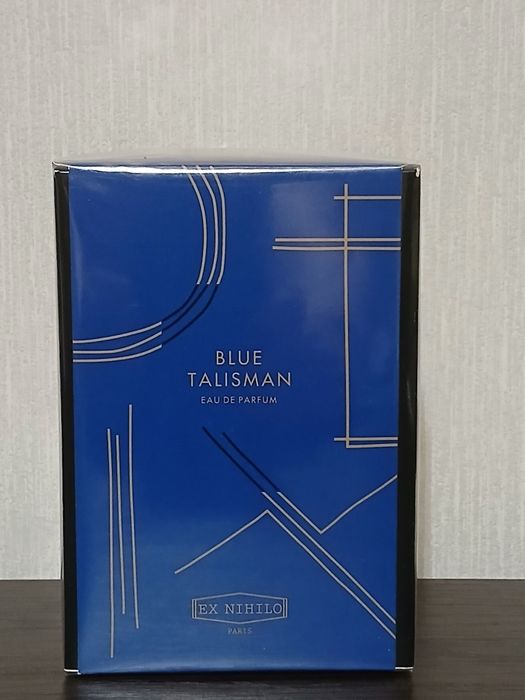 BLUE
TALISMAN
EAU DE PARFUM
EX NIHILO
PARIS